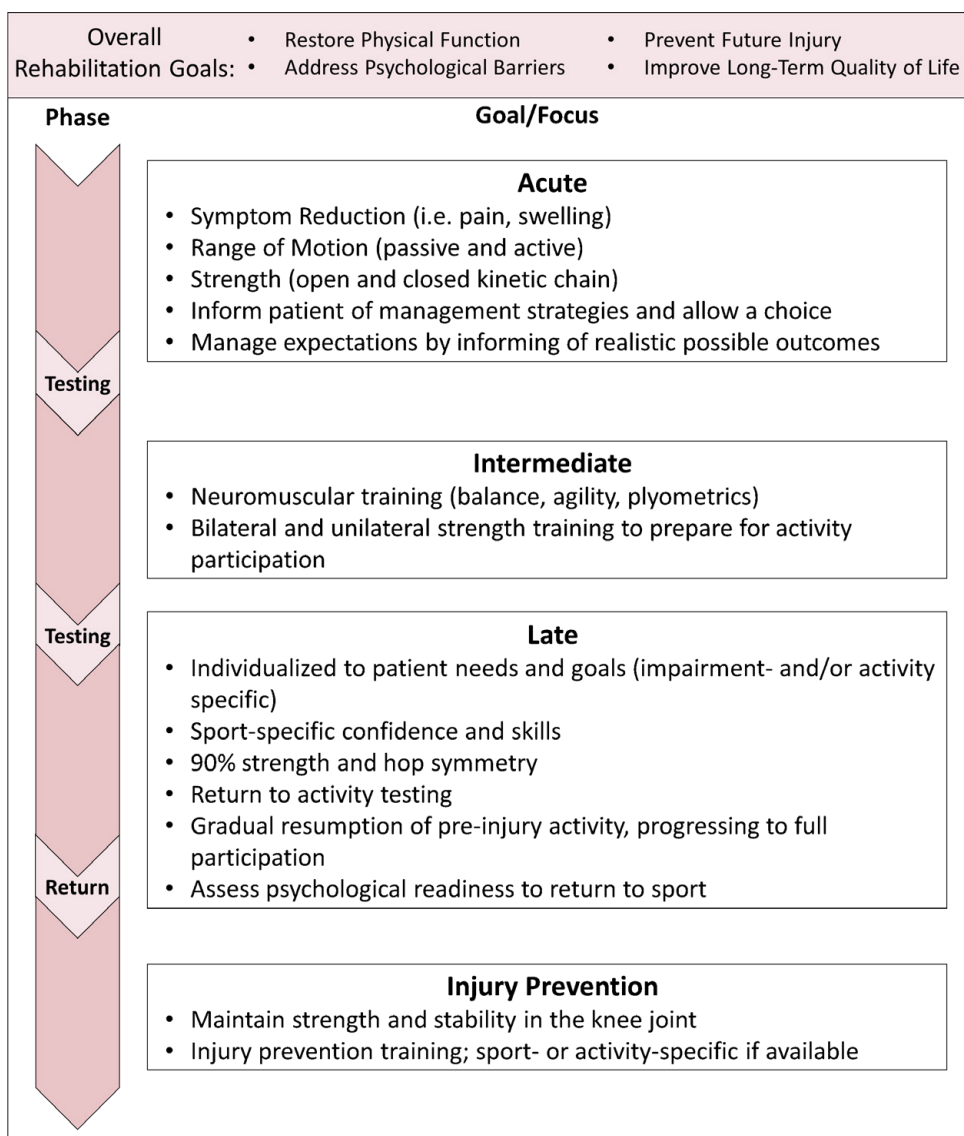 Overall
Rehabilitation Goals:
• Restore Physical Function
• Address Psychological Barriers
• Prevent Future Injury
• Improve Long-Term Quality of Life
Phase
Goal/Focus
Acute
• Symptom Reduction (i.e. pain, swelling)
• Range of Motion (passive and active)
• Strength (open and closed kinetic chain)
• Inform patient of management strategies and allow a choice
• Manage expectations by informing of realistic possible outcomes
Testing
Intermediate
• Neuromuscular training (balance, agility, plyometrics)
• Bilateral and unilateral strength training to prepare for activity
participation
Testing
Late
• Individualized to patient needs and goals (impairment- and/or activity
specific)
• Sport-specific confidence and skills
• 90% strength and hop symmetry
• Return to activity testing
• Gradual resumption of pre-injury activity, progressing to full
participation
• Assess psychological readiness to return to sport
Return
Injury Prevention
• Maintain strength and stability in the knee joint
• Injury prevention training; sport- or activity-specific if available